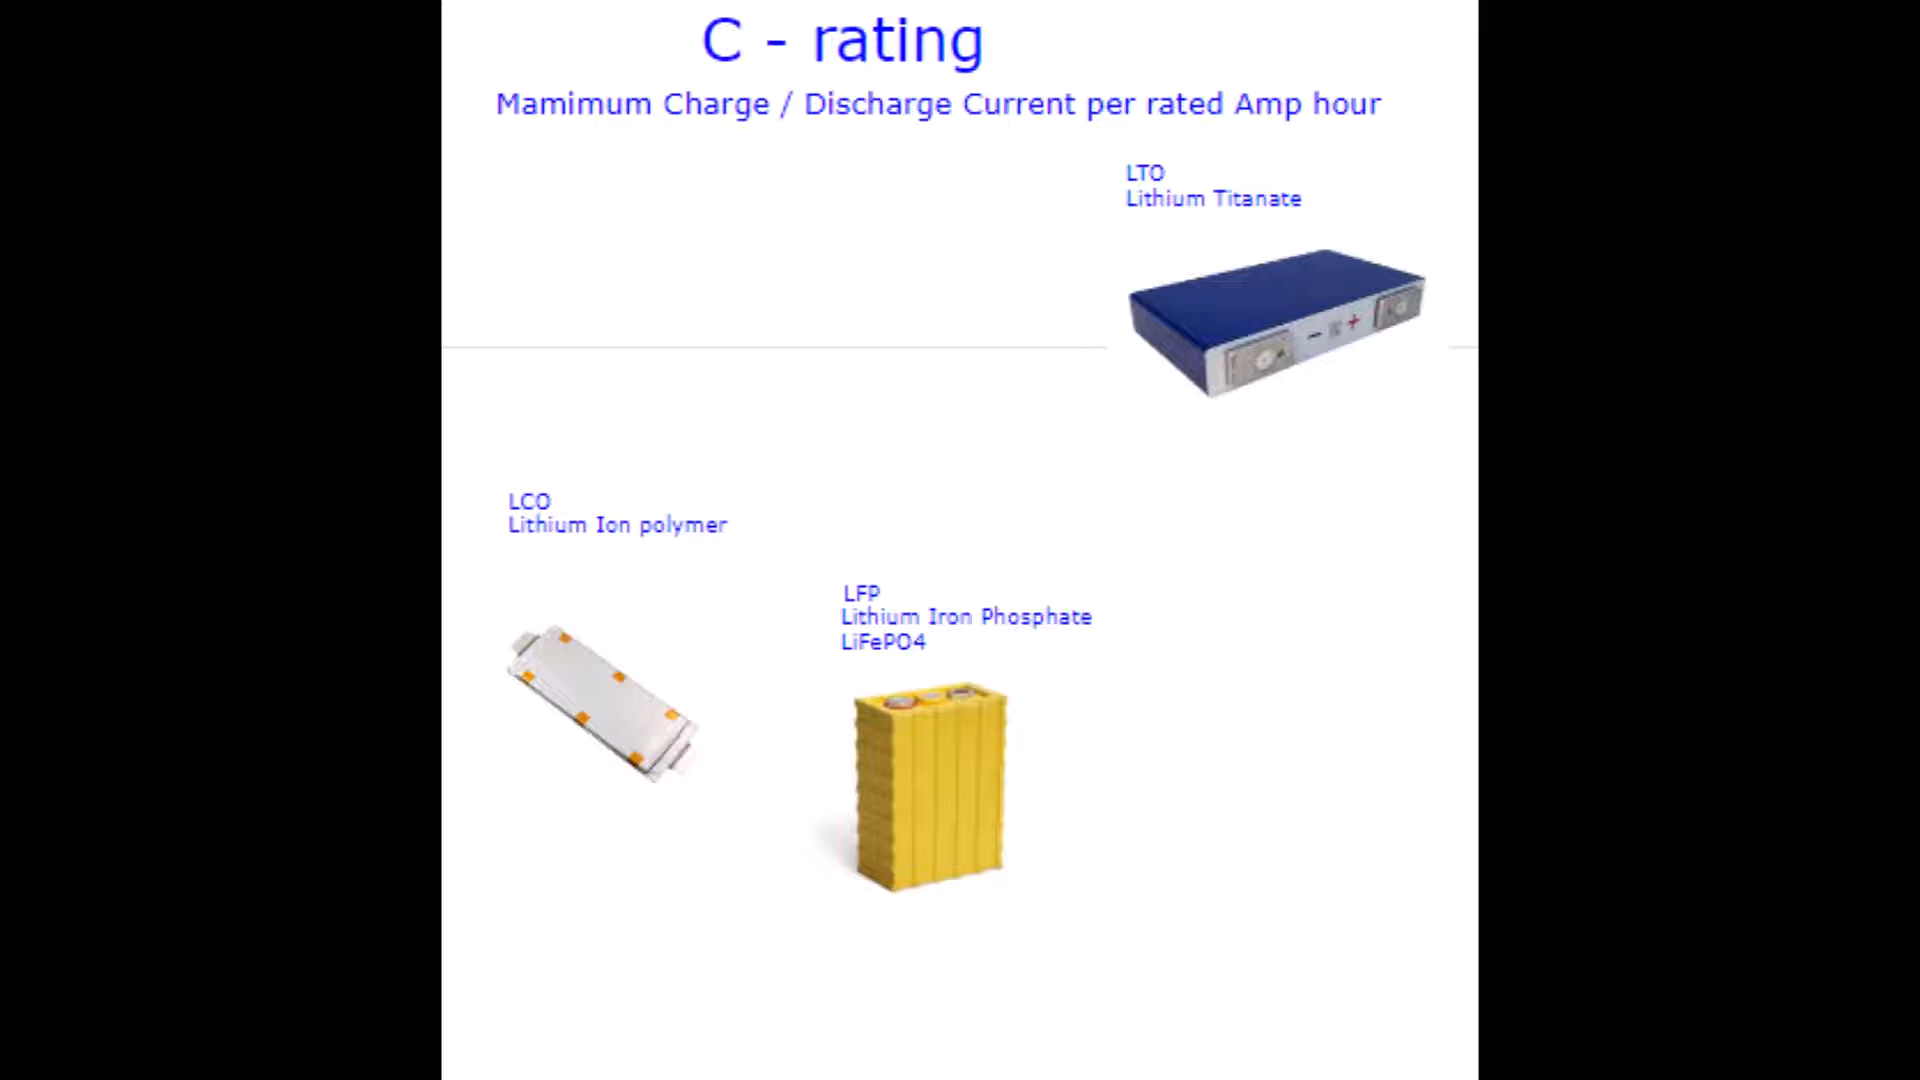 C - rating
Mamimum Charge / Discharge Current per rated Amp hour
LTO
Lithium Titanate
LCO
Lithium Ion polymer
LFP
Lithium Iron Phosphate
LiFePO4